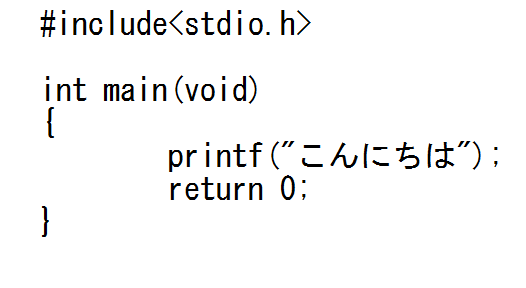 #include<stdio.h>
int main(void)
{
printf("こんにちは");
return 0;
}